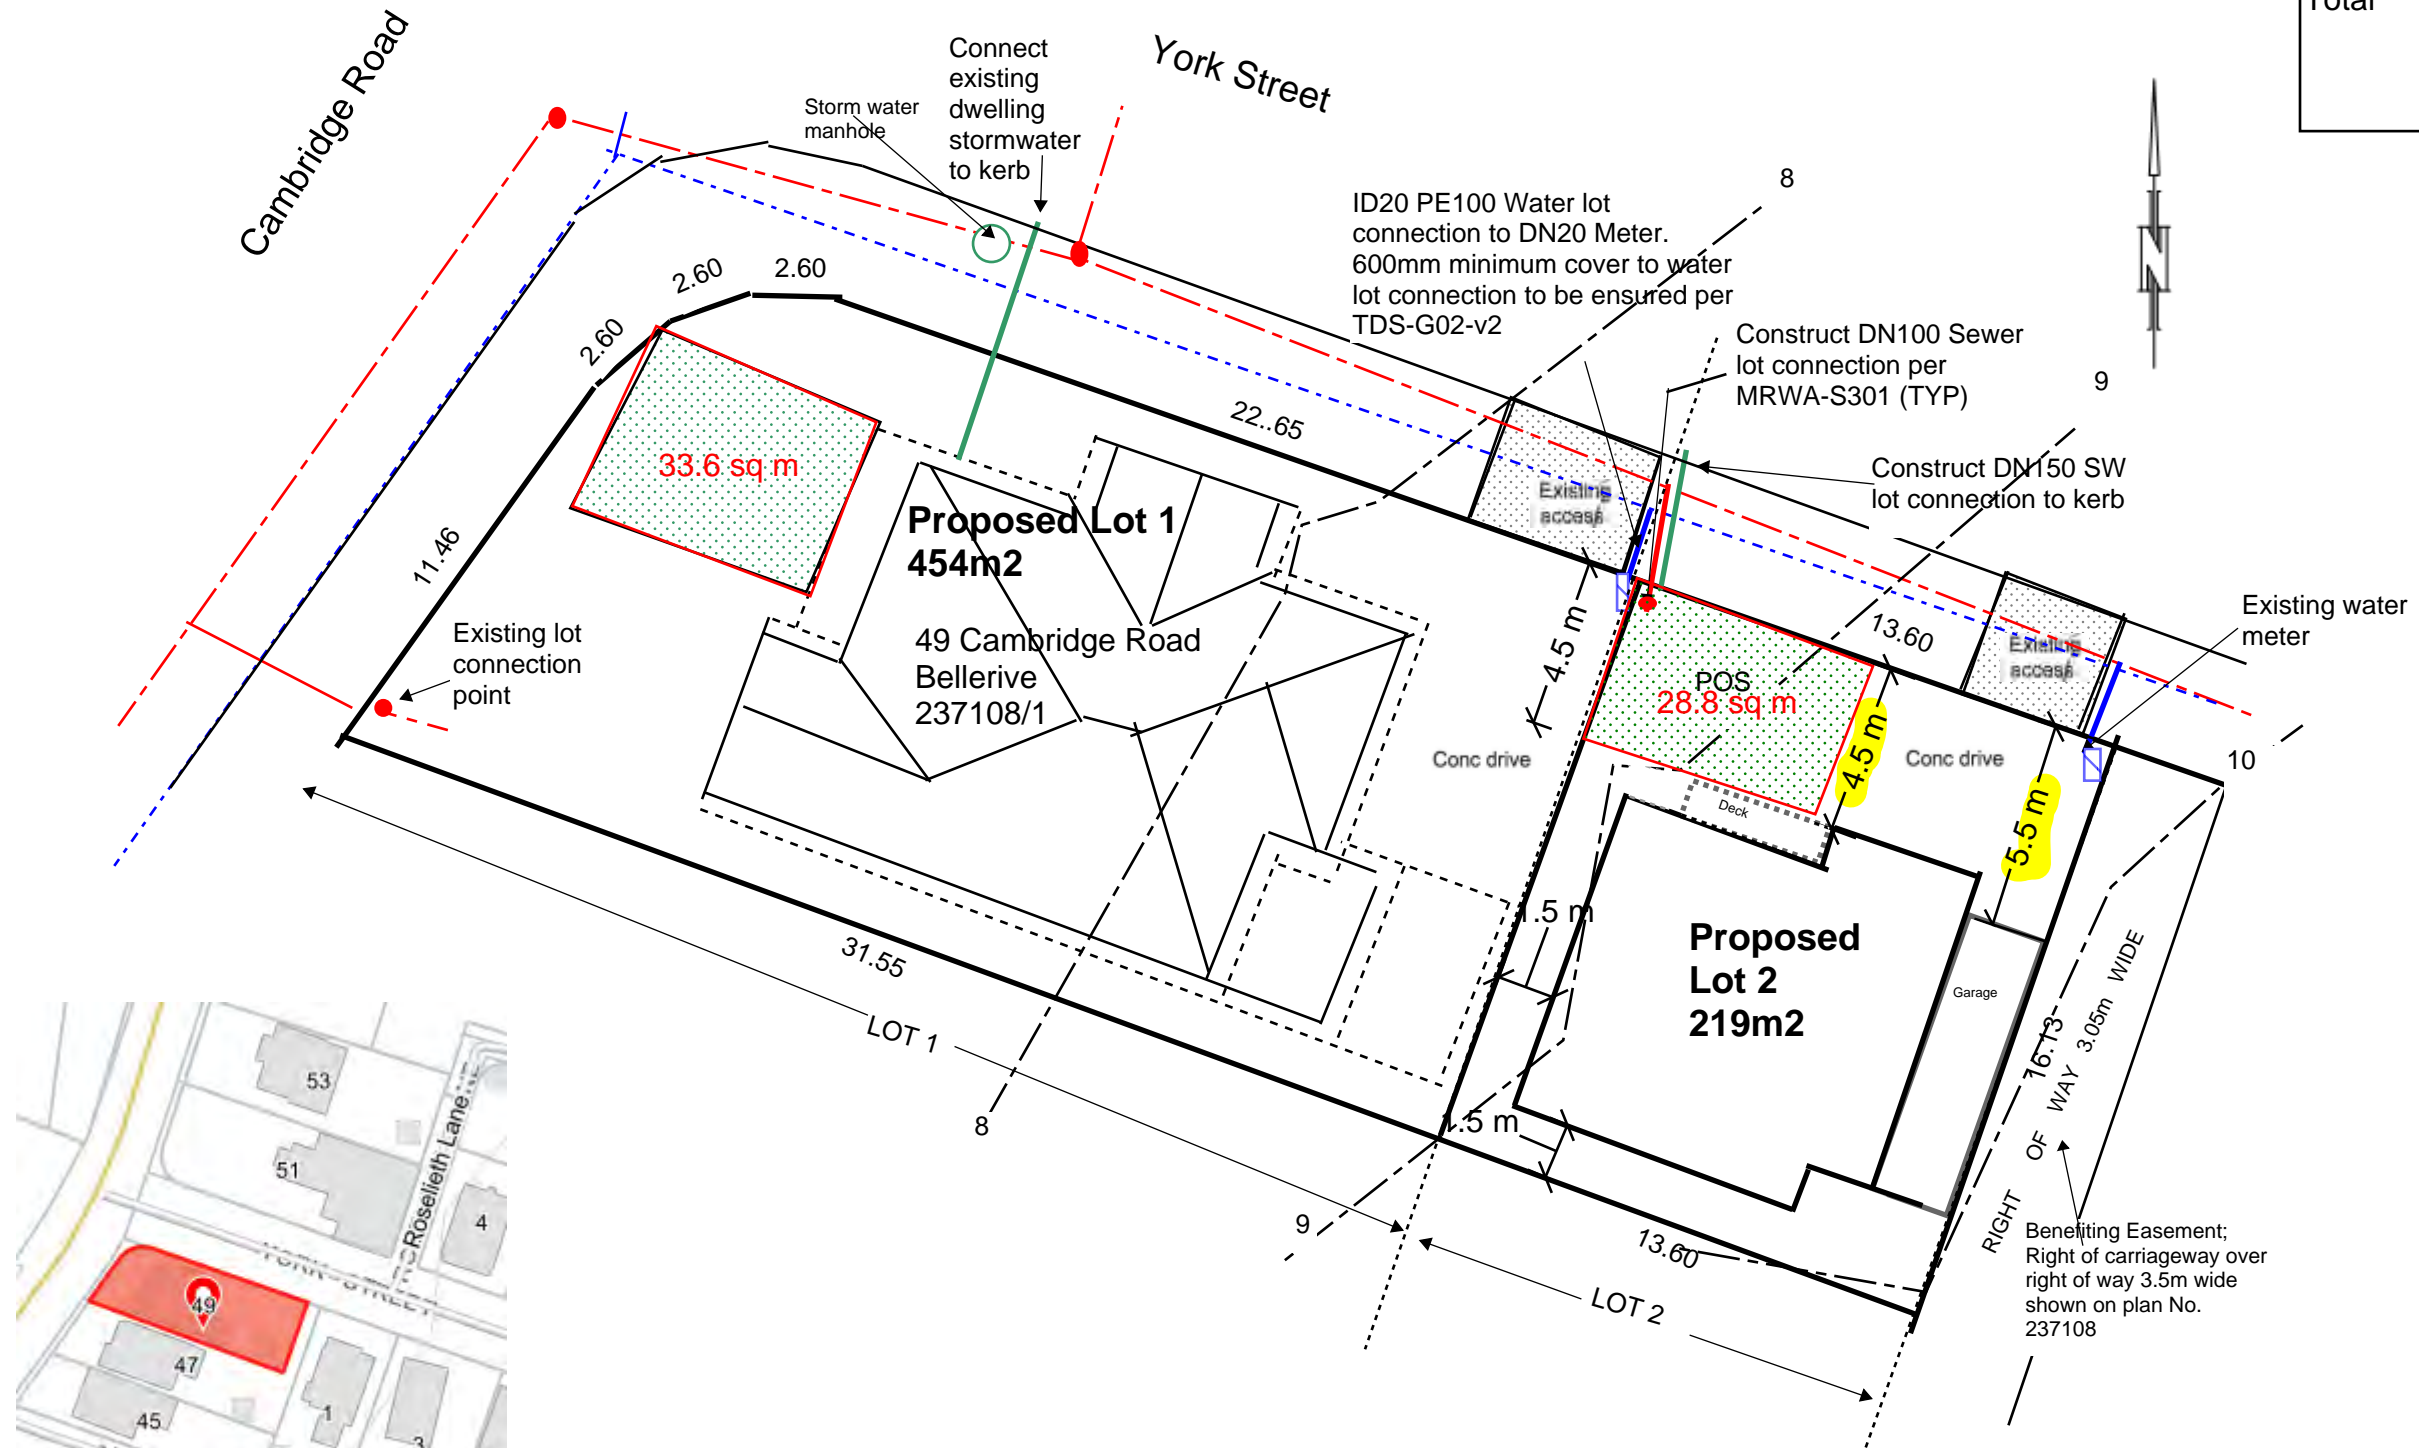 Total
Cambridge Road
York Street
Storm water
manhole
Connect
existing
dwelling
stormwater
to kerb
ID20 PE100 Water lot
connection to DN20 Meter.
600mm minimum cover to water
lot connection to be ensured per
TDS-G02-v2
8
N
Construct DN100 Sewer
lot connection per
MRWA-S301 (TYP)
9
Construct DN150 SW
lot connection to kerb
2.60
2.60
2.60
22..65
33.6 sq m
Existing
access
Proposed Lot 1
454m2
11.46
49 Cambridge Road
Bellerive
237108/1
Existing lot
connection
point
4.5 m
13.60
Existing
access
Existing water
meter
POS
28.8 sq m
4.5 m
Conc drive
Conc drive
10
5.5 m
Deck
1.5 m
Proposed
Lot 2
219m2
Garage
31.55
LOT 1
16.13
RIGHT OF WAY 3.05m WIDE
8
1.5 m
9
13.60
LOT 2
Benefiting Easement;
Right of carriageway over
right of way 3.5m wide
shown on plan No.
237108
53
51
Roselieth Lane
4
YORK STREET
49
47
45
1
3